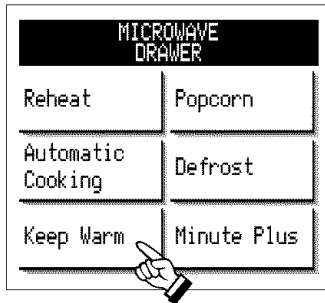 MICROWAVE
DRAWER
Reheat
Popcorn
Automatic
Cooking
Defrost
Keep Warm
Minute Plus